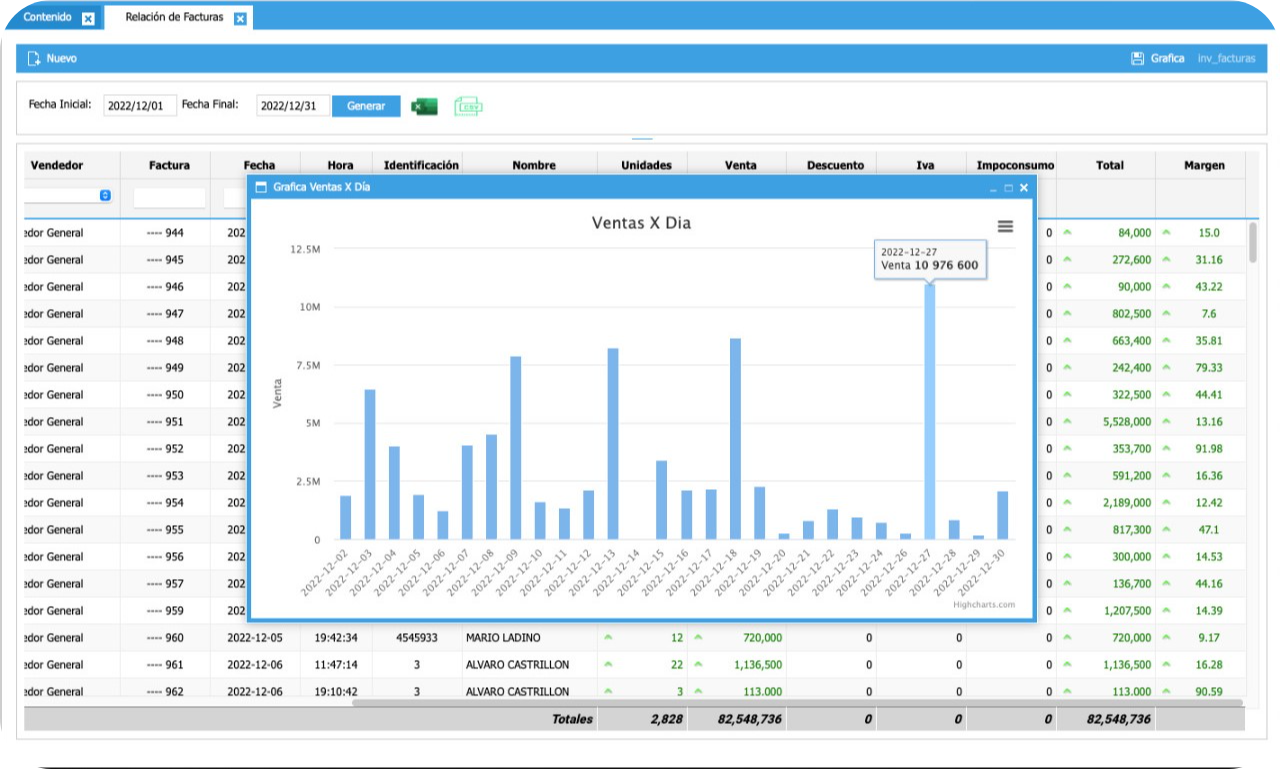 Contenido Relación de Facturas
Nuevo Grafica inv_facturas
Fecha Inicial: 2022/12/01 Fecha Final: 2022/12/31 Generar CSV
Vendedor Factura Fecha Hora Identificación Nombre Unidades Venta Descuento Iva Impoconsumo Total Margen
Grafica Ventas X Día
edor General ---- 944 202 0 84,000 15.0
edor General ---- 945 202 0 272,600 31.16
edor General ---- 946 202 0 90,000 43.22
edor General ---- 947 202 0 802,500 7.6
edor General ---- 948 202 0 663,400 35.81
edor General ---- 949 202 0 242,400 79.33
edor General ---- 950 202 0 322,500 44.41
edor General ---- 951 202 0 5,528,000 13.16
edor General ---- 952 202 0 353,700 91.98
edor General ---- 953 202 0 591,200 16.36
edor General ---- 954 202 0 2,189,000 12.42
edor General ---- 955 202 0 817,300 47.1
edor General ---- 956 202 0 300,000 14.53
edor General ---- 957 202 0 136,700 44.16
edor General ---- 959 202 0 1,207,500 14.39
Ventas X Dia
2022-12-27
Venta 10 976 600
12.5M
10M
7.5M
5M
2.5M
0
Venta
2022-12-02 2022-12-03 2022-12-04 2022-12-05 2022-12-06 2022-12-07 2022-12-08 2022-12-09 2022-12-10 2022-12-11 2022-12-12 2022-12-13 2022-12-14 2022-12-15 2022-12-16 2022-12-17 2022-12-18 2022-12-19 2022-12-20 2022-12-21 2022-12-22 2022-12-23 2022-12-24 2022-12-26 2022-12-27 2022-12-28 2022-12-29 2022-12-30
Highcharts.com
edor General ---- 960 2022-12-05 19:42:34 4545933 MARIO LADINO 12 720,000 0 0 0 720,000 9.17
edor General ---- 961 2022-12-06 11:47:14 3 ALVARO CASTRILLON 22 1,136,500 0 0 0 1,136,500 16.28
edor General ---- 962 2022-12-06 19:10:42 3 ALVARO CASTRILLON 3 113.000 0 0 0 113.000 90.59
Totales 2,828 82,548,736 0 0 0 82,548,736